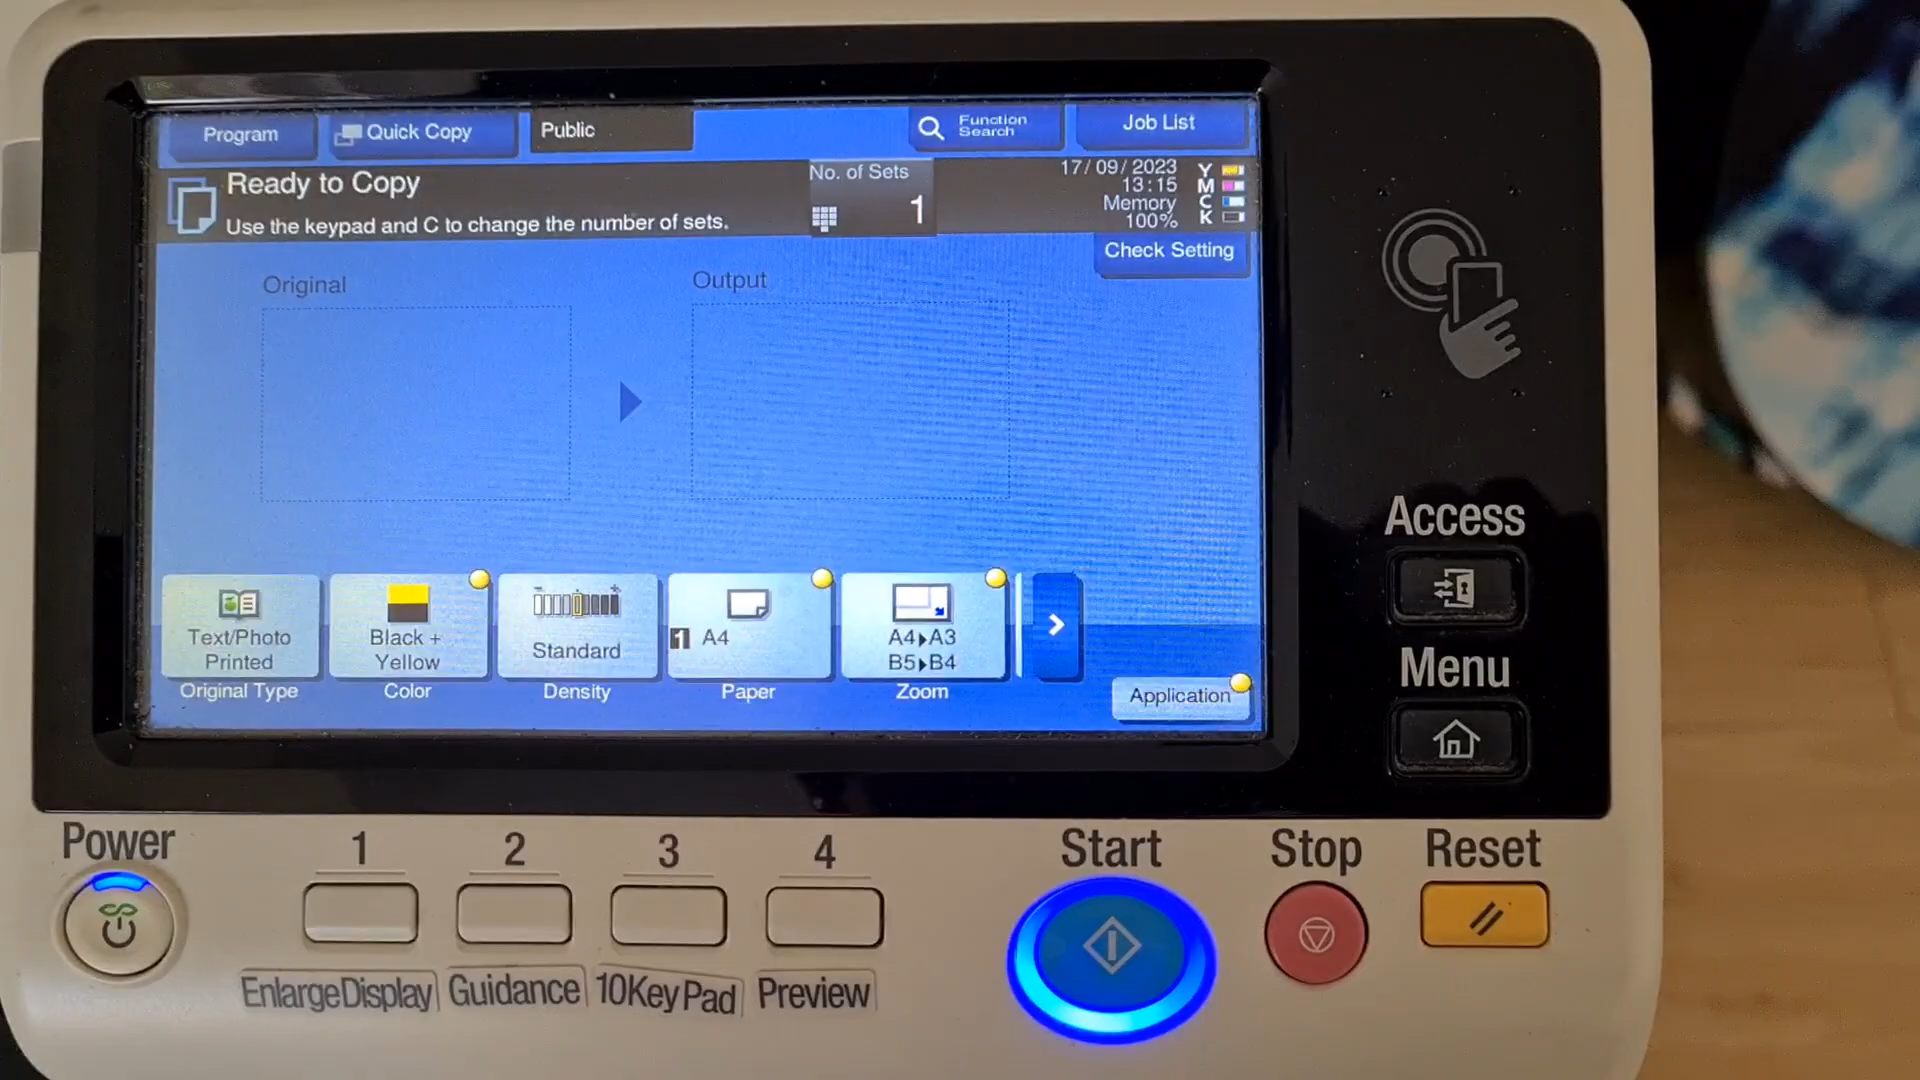 Program
Quick Copy
Public
Function
Search
Job List
Ready to Copy
Use the keypad and C to change the number of sets.
No. of Sets
1
17/09/2023
13:15
Memory
100%
Y
M
C
K
Check Setting
Original
Output
Text/Photo
Printed
Original Type
Black +
Yellow
Color
- +
Standard
Density
1 A4
Paper
A4▸A3
B5▸B4
Zoom
Application
Access
Menu
Power
1
2
3
4
Start
Stop
Reset
EnlargeDisplay
Guidance
10KeyPad
Preview